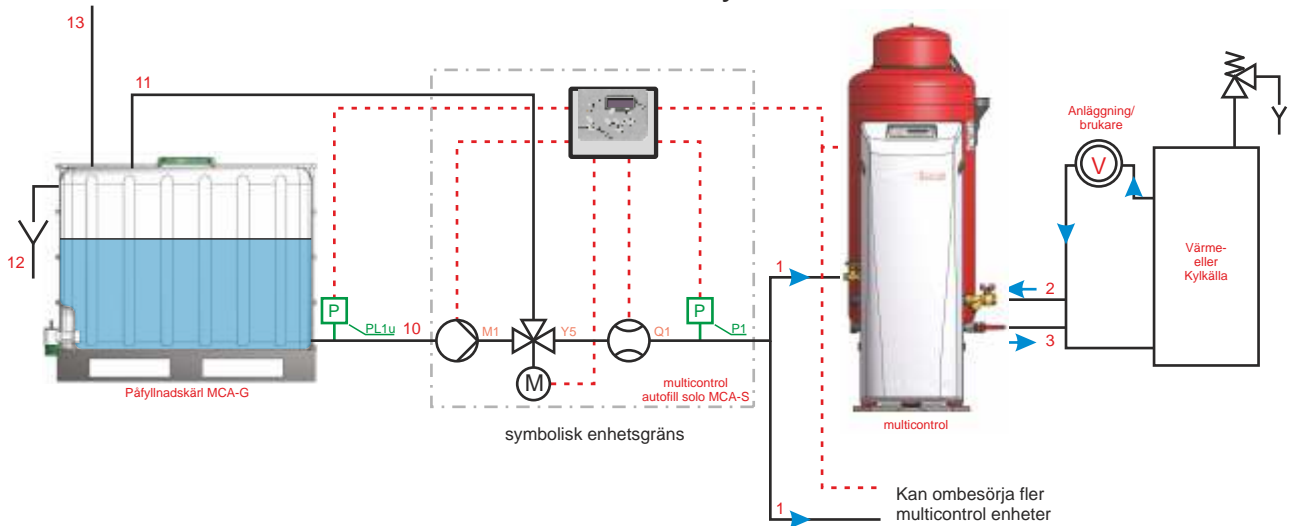 13
11
12
Påfyllnadskärl MCA-G
P
PL1u
10
M1
Y5
M
Q1
P
P1
multicontrol
autofill solo MCA-S
symbolisk enhetsgräns
1
1
multicontrol
Kan ombesörja fler
multicontrol enheter
2
3
Anläggning/
brukare
V
Värme-
eller
Kylkälla